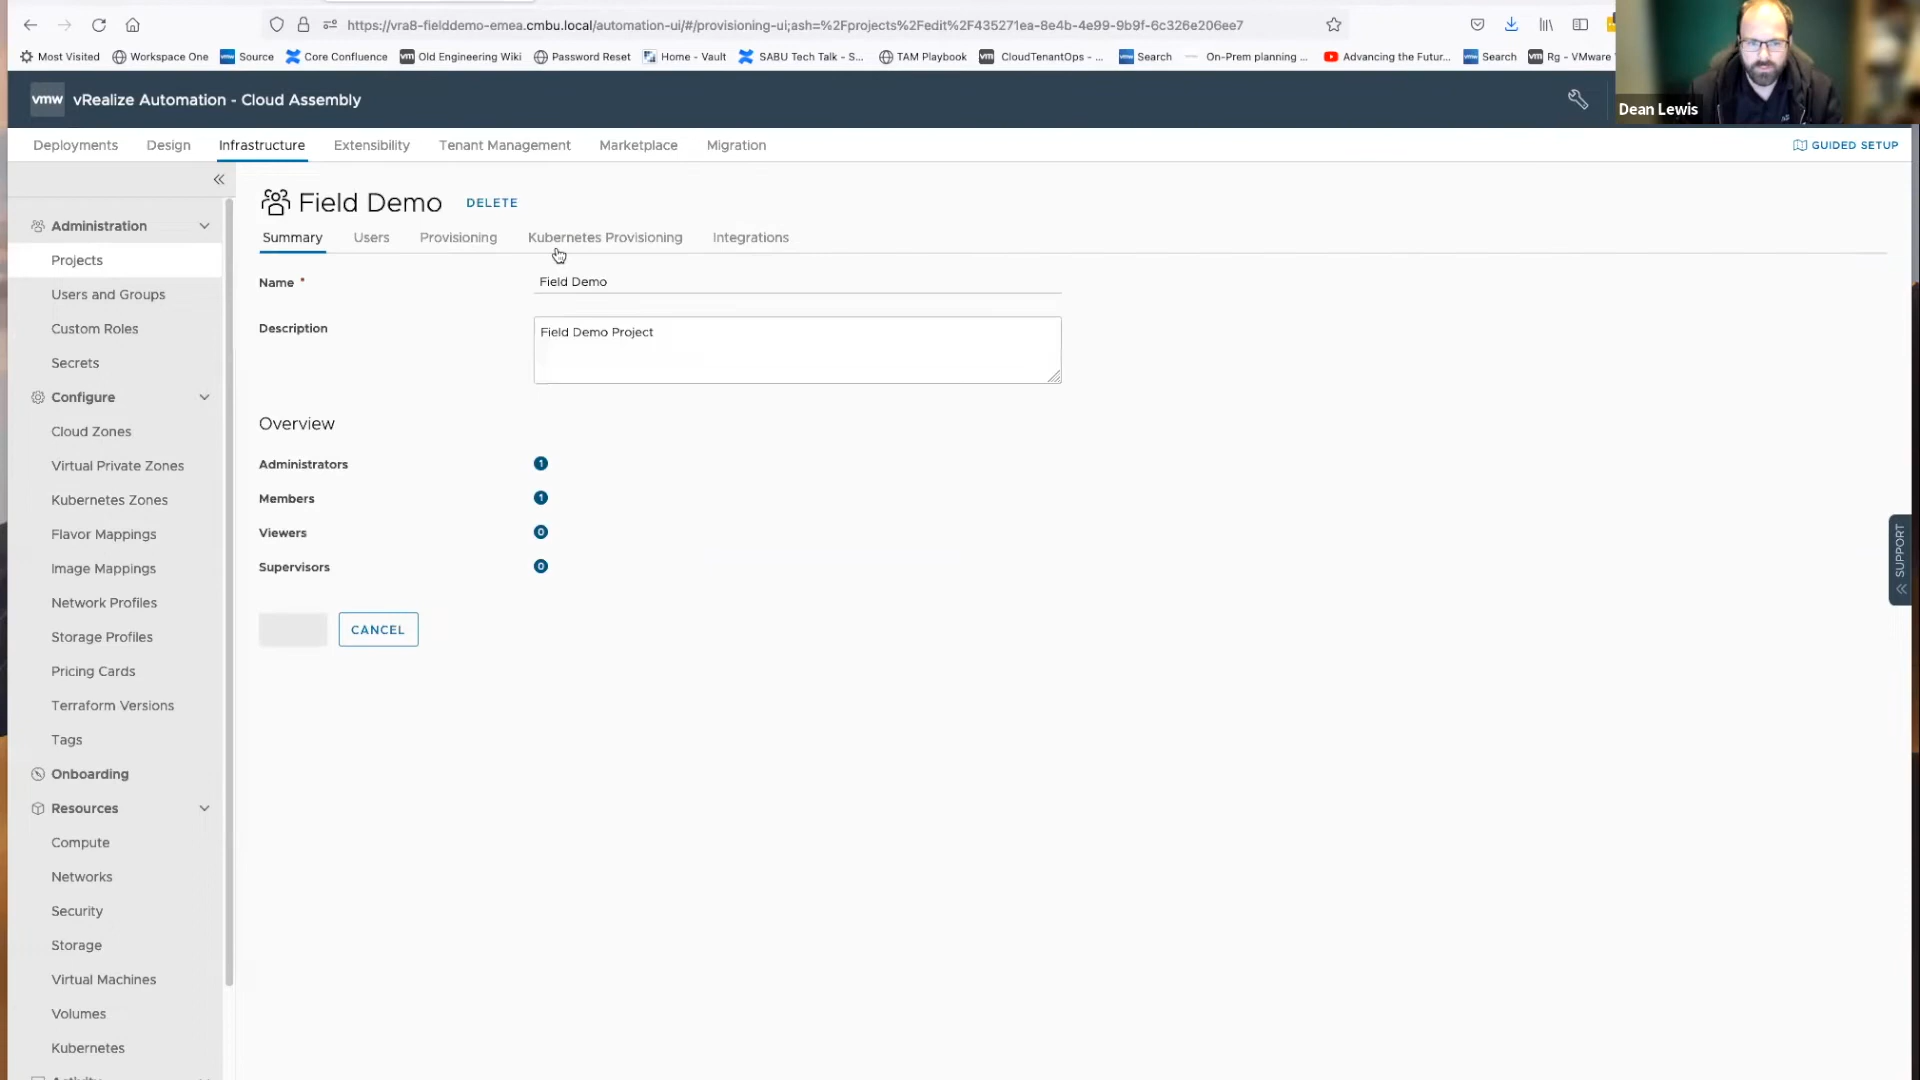 https://vra8-fielddemo-emea.cmbu.local/automation-ui/#/provisioning-ui;ash=%2Fprojects%2Fedit%2F435271ea-8e4b-4e99-9b9f-6c326e206ee7
Most Visited Workspace One Source Core Confluence Old Engineering Wiki Password Reset Home - Vault SABU Tech Talk - S... TAM Playbook CloudTenantOps - ... Search On-Prem planning ... Advancing the Futur... Search Rg - VMware
Dean Lewis
vmw vRealize Automation - Cloud Assembly
Deployments Design Infrastructure Extensibility Tenant Management Marketplace Migration GUIDED SETUP
Field Demo DELETE
Summary Users Provisioning Kubernetes Provisioning Integrations
Name * Field Demo
Description Field Demo Project
Overview
Administrators 1
Members 1
Viewers 0
Supervisors 0
CANCEL
Administration
Projects
Users and Groups
Custom Roles
Secrets
Configure
Cloud Zones
Virtual Private Zones
Kubernetes Zones
Flavor Mappings
Image Mappings
Network Profiles
Storage Profiles
Pricing Cards
Terraform Versions
Tags
Onboarding
Resources
Compute
Networks
Security
Storage
Virtual Machines
Volumes
Kubernetes
SUPPORT